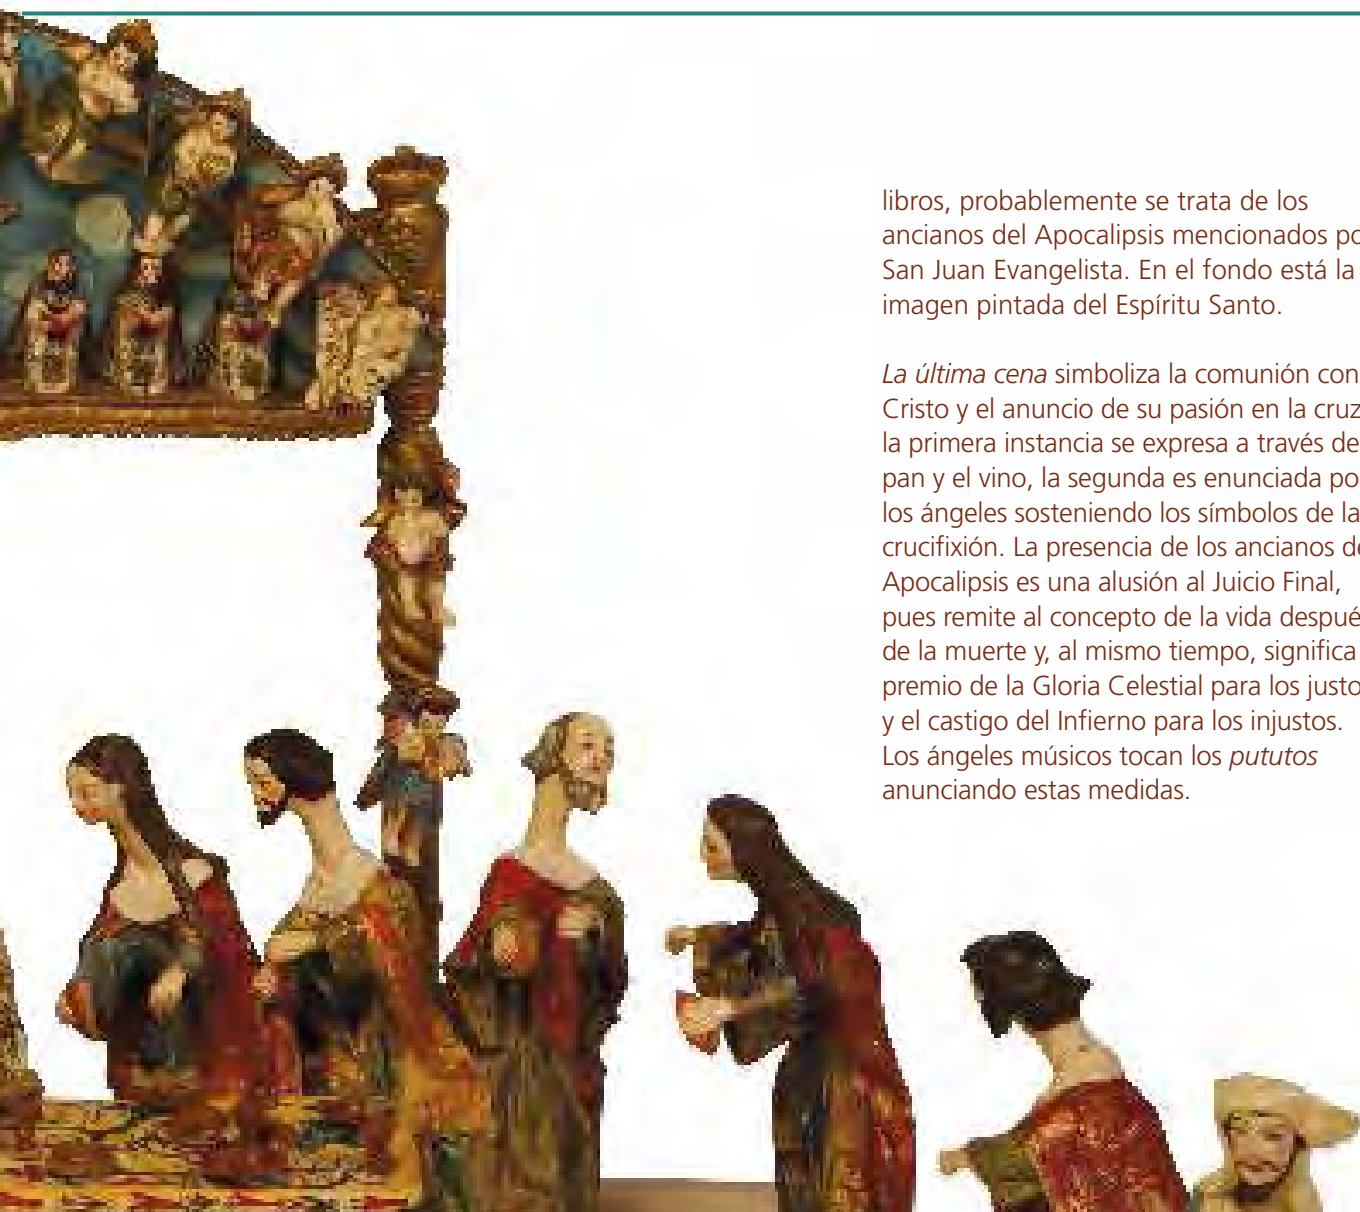 libros, probablemente se trata de los
ancianos del Apocalipsis mencionados po
San Juan Evangelista. En el fondo está la
imagen pintada del Espíritu Santo.
La última cena simboliza la comunión con
Cristo y el anuncio de su pasión en la cruz
la primera instancia se expresa a través de
pan y el vino, la segunda es enunciada po
los ángeles sosteniendo los símbolos de la
crucifixión. La presencia de los ancianos de
Apocalipsis es una alusión al Juicio Final,
pues remite al concepto de la vida despué
de la muerte y, al mismo tiempo, significa
premio de la Gloria Celestial para los justo
y el castigo del Infierno para los injustos.
Los ángeles músicos tocan los pututos
anunciando estas medidas.